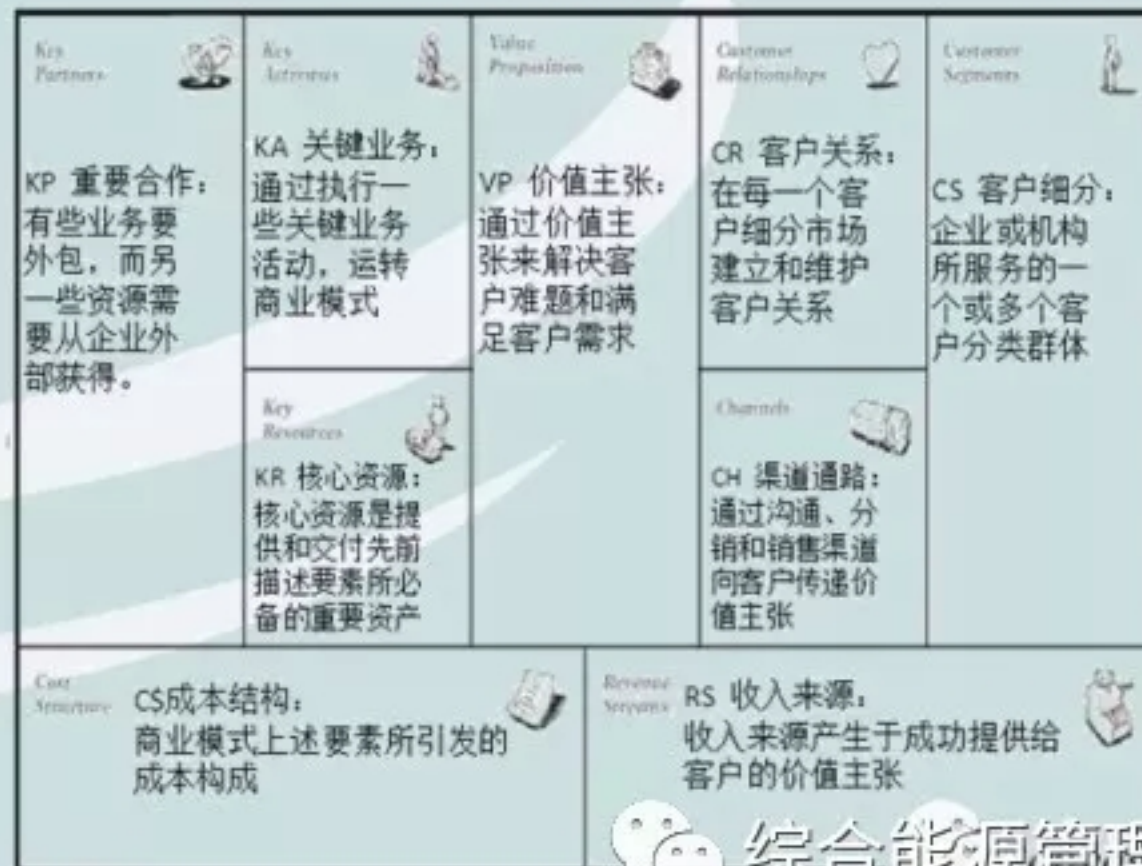 Key
Partners
KP 重要合作：
有些业务要
外包，而另
一些资源需
要从企业外
部获得。
Key
Activities
KA 关键业务：
通过执行一
些关键业务
活动，运转
商业模式
Key
Resources
KR 核心资源：
核心资源是提
供和交付先前
描述要素所必
备的重要资产
Value
Proposition
VP 价值主张：
通过价值主
张来解决客
户难题和满
足客户需求
Customer
Relationships
CR 客户关系：
在每一个客
户细分市场
建立和维护
客户关系
Channels
CH 渠道通路：
通过沟通、分
销和销售渠道
向客户传递价
值主张
Customer
Segments
CS 客户细分：
企业或机构
所服务的一
个或多个客
户分类群体
Cost
Structure
C$成本结构：
商业模式上述要素所引发的
成本构成
Revenue
Streams
RS 收入来源：
收入来源产生于成功提供给
客户的价值主张
综合能源管理